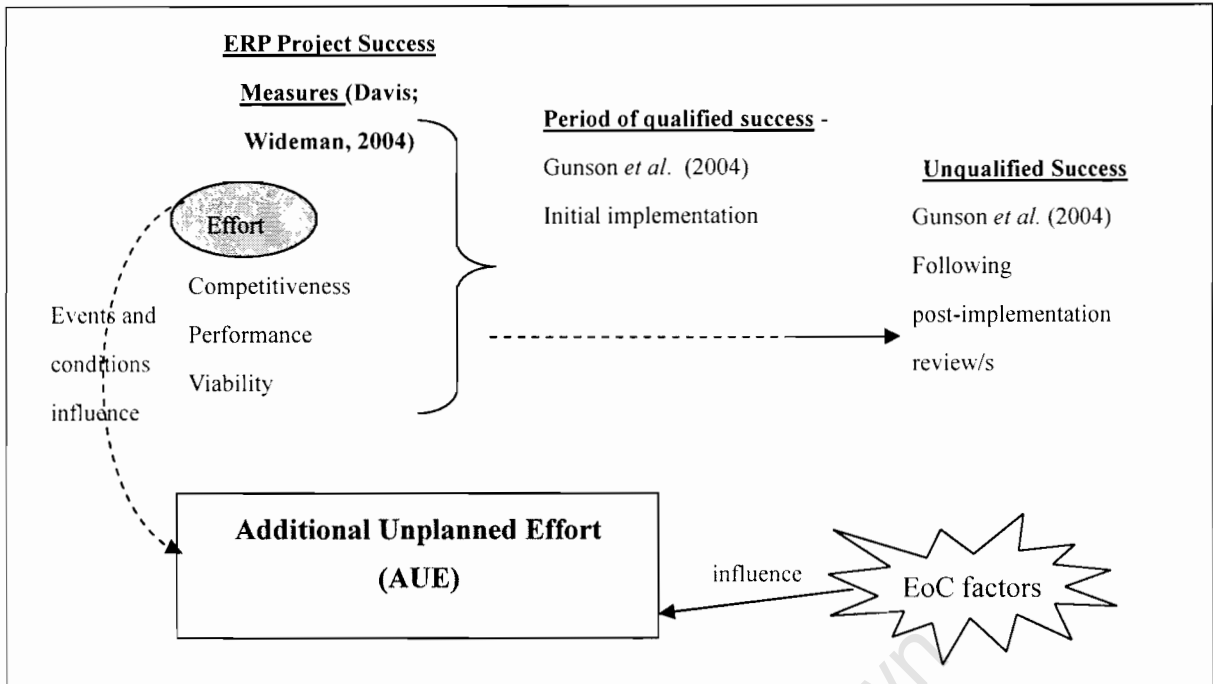 ERP Project Success
Measures (Davis;
Wideman, 2004)
Effort
Competitiveness
Performance
Viability
Events and
conditions
influence
Period of qualified success -
Gunson et al. (2004)
Initial implementation
Unqualified Success
Gunson et al. (2004)
Following
post-implementation
review/s
Additional Unplanned Effort
(AUE)
influence
EoC factors